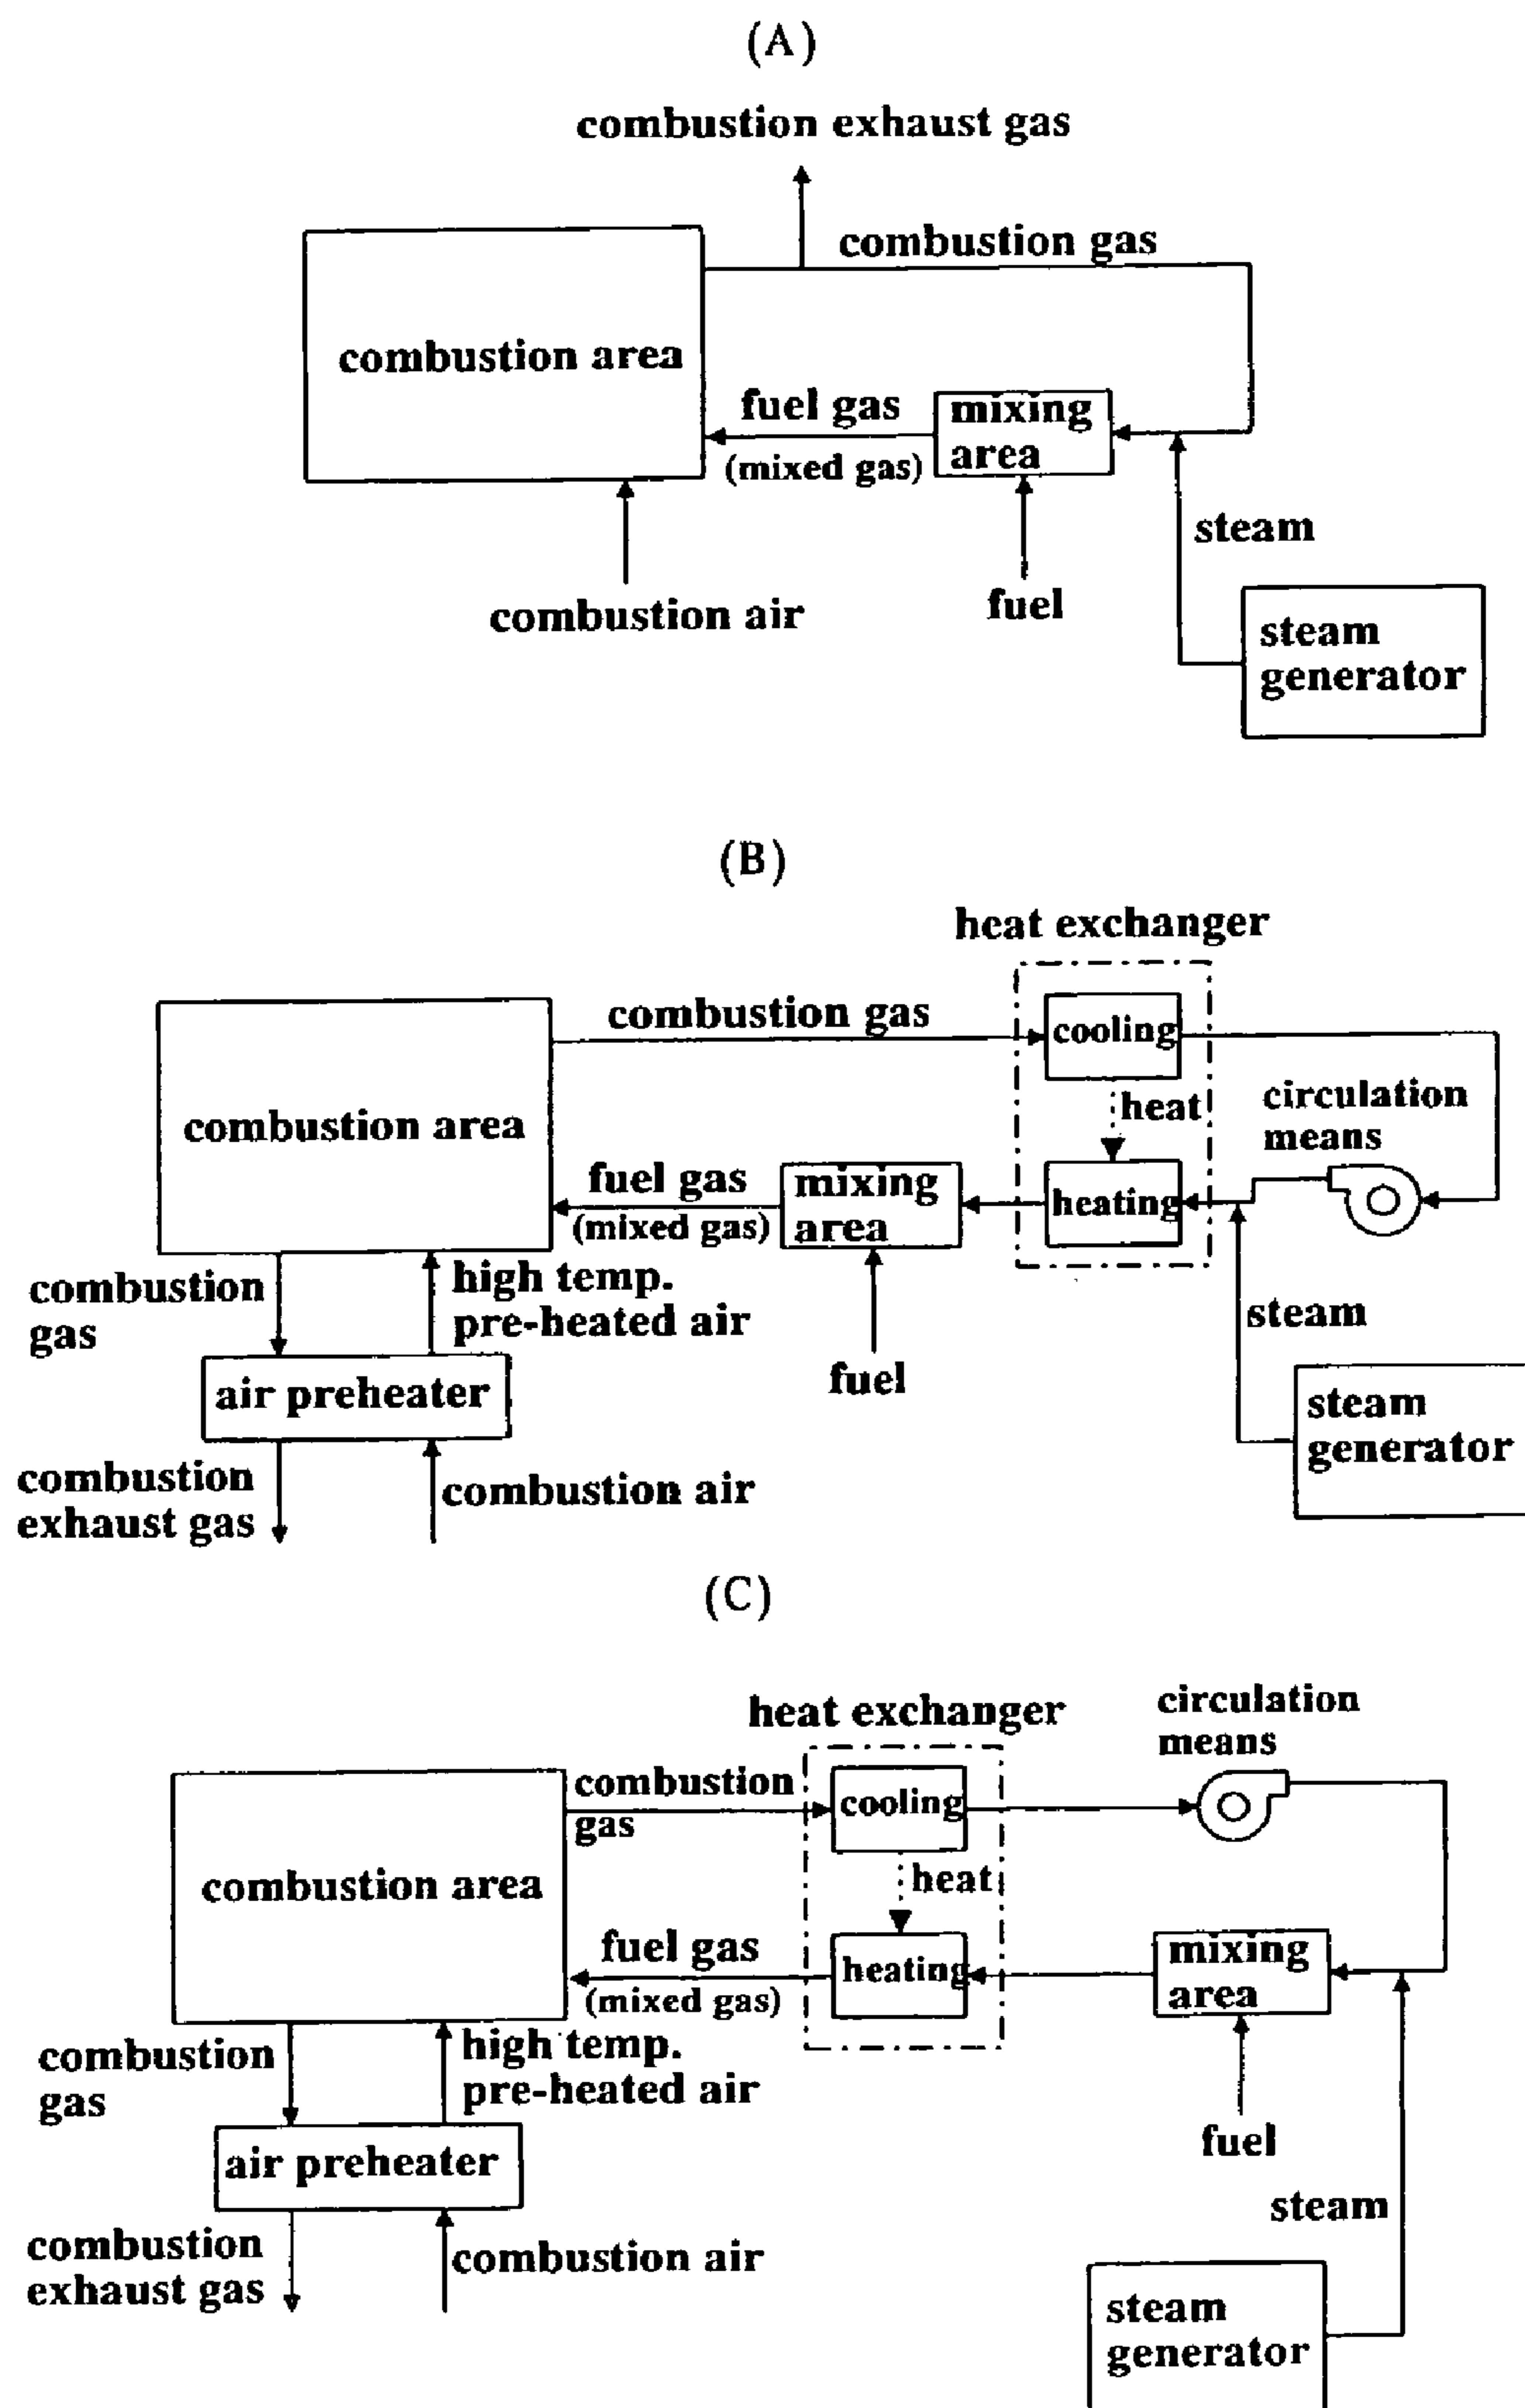 (A)
combustion exhaust gas
combustion gas
combustion area
fuel gas
(mixed gas)
mixing
area
steam
combustion air
fuel
steam
generator
(B)
heat exchanger
combustion gas
cooling
heat
circulation
means
combustion area
fuel gas
(mixed gas)
mixing
area
heating
combustion
gas
high temp.
pre-heated air
steam
fuel
air preheater
steam
generator
combustion
exhaust gas
combustion air
(C)
heat exchanger
circulation
means
combustion
gas
cooling
combustion area
heat
fuel gas
(mixed gas)
heating
mixing
area
combustion
gas
high temp.
pre-heated air
fuel
air preheater
steam
combustion
exhaust gas
combustion air
steam
generator